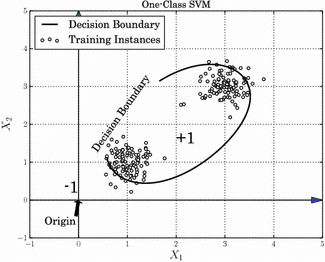 One-Class SVM
Decision Boundary
Training Instances
Decision Boundary
+1
-1
Origin
5
4
3
2
1
0
−1
X₂
−1
0
1
2
3
4
5
X₁